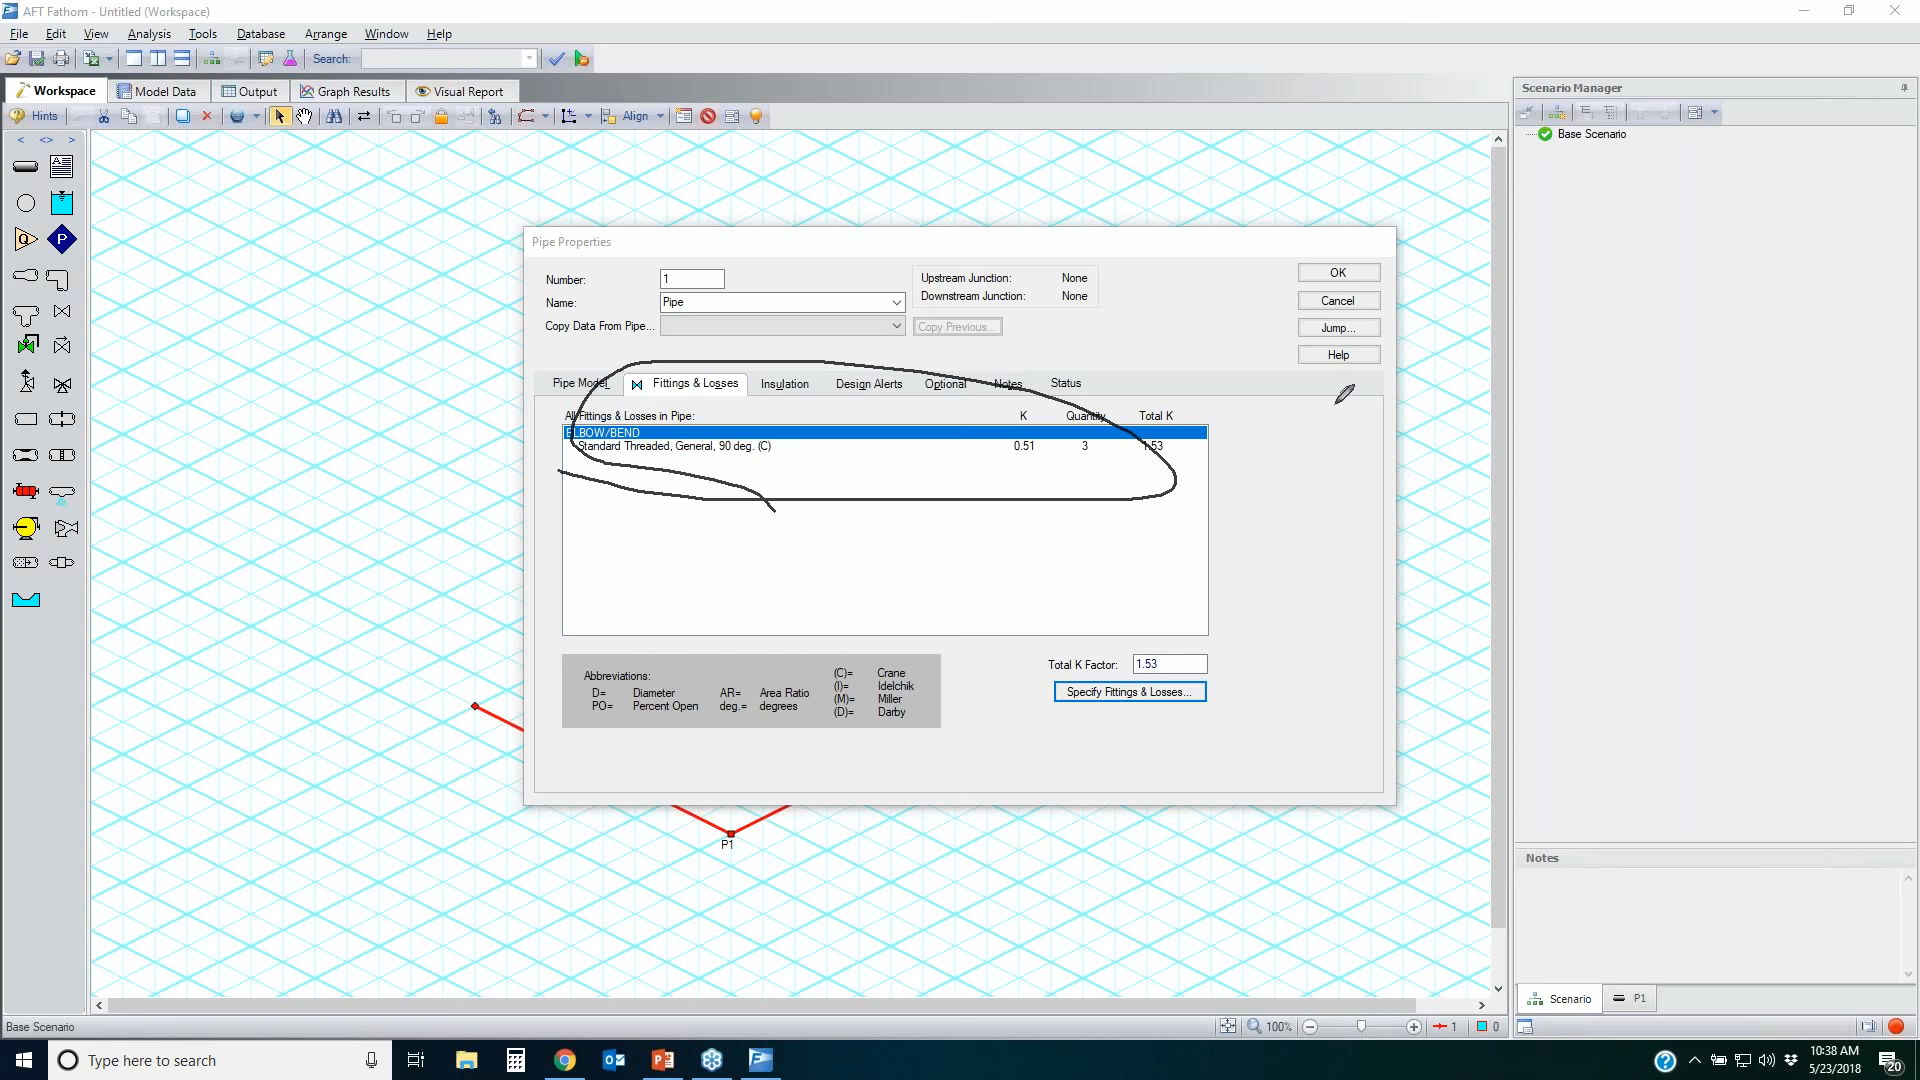 AFT Fathom - Untitled (Workspace)
File Edit View Analysis Tools Database Arrange Window Help
Search:
Workspace Model Data Output Graph Results Visual Report
Hints Align
Scenario Manager
Base Scenario
Pipe Properties
Number: 1
Name: Pipe
Copy Data From Pipe...
Copy Previous...
Upstream Junction: None
Downstream Junction: None
OK
Cancel
Jump...
Help
Pipe Model Fittings & Losses Insulation Design Alerts Optional Notes Status
All Fittings & Losses in Pipe: K Quantity Total K
ELBOW/BEND
Standard Threaded, General, 90 deg. (C) 0.51 3 1.53
Abbreviations:
D= Diameter AR= Area Ratio
PO= Percent Open deg.= degrees
(C)= Crane
(I)= Idelchik
(M)= Miller
(D)= Darby
Total K Factor: 1.53
Specify Fittings & Losses...
P1
Notes
Scenario P1
Base Scenario
100%
1
0
Type here to search
10:38 AM
5/23/2018
20